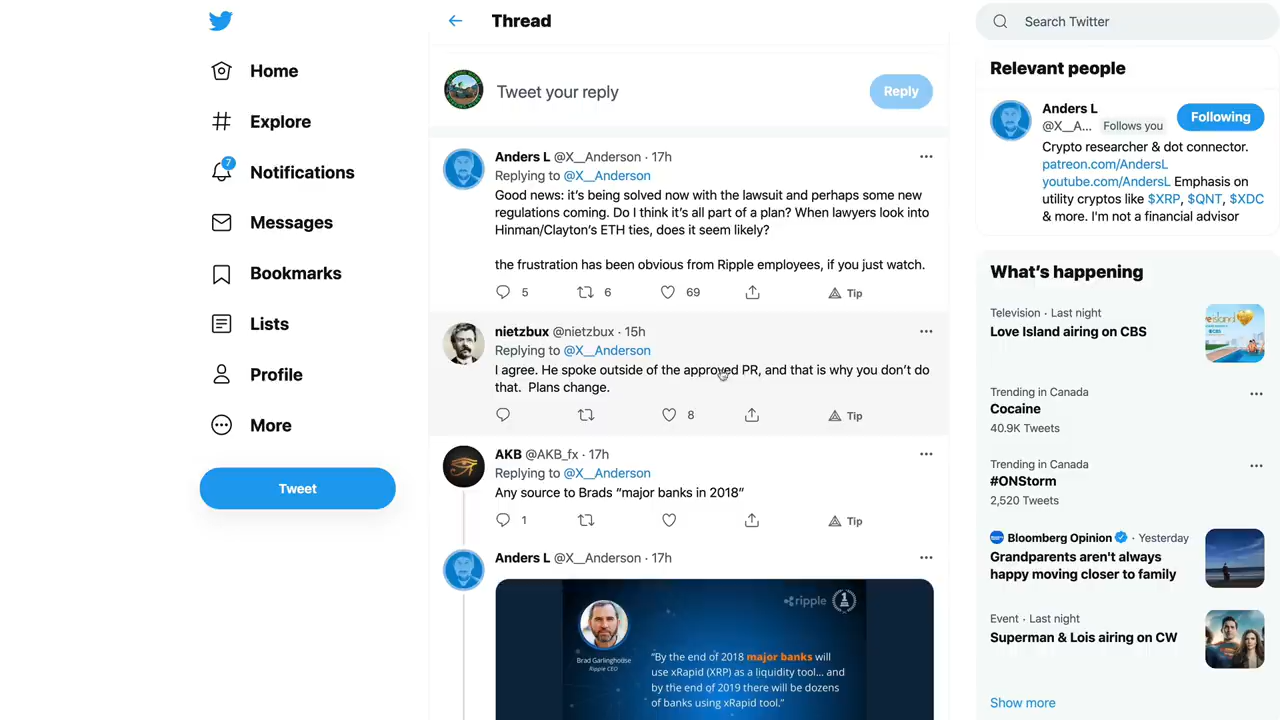 Home
Explore
7
Notifications
Messages
Bookmarks
Lists
Profile
More
Tweet
Thread
Tweet your reply
Reply
Anders L @X__Anderson · 17h
Replying to @X__Anderson
Good news: it's being solved now with the lawsuit and perhaps some new
regulations coming. Do I think it's all part of a plan? When lawyers look into
Hinman/Clayton's ETH ties, does it seem likely?
the frustration has been obvious from Ripple employees, if you just watch.
5 6 69 Tip
nietzbux @nietzbux · 15h
Replying to @X__Anderson
I agree. He spoke outside of the approved PR, and that is why you don't do
that. Plans change.
8 Tip
AKB @AKB_fx · 17h
Replying to @X__Anderson
Any source to Brads “major banks in 2018”
1 Tip
Anders L @X__Anderson · 17h
ripple
1
Brad Garlinghouse
Ripple CEO
“By the end of 2018 major banks will
use xRapid (XRP) as a liquidity tool... and
by the end of 2019 there will be dozens
of banks using xRapid tool.”
Search Twitter
Relevant people
Anders L
@X__A... Follows you
Following
Crypto researcher & dot connector.
patreon.com/AndersL
youtube.com/AndersL Emphasis on
utility cryptos like $XRP, $QNT, $XDC
& more. I'm not a financial advisor
What's happening
Television · Last night
Love Island airing on CBS
Trending in Canada
Cocaine
40.9K Tweets
Trending in Canada
#ONStorm
2,520 Tweets
Bloomberg Opinion · Yesterday
Grandparents aren't always
happy moving closer to family
Event · Last night
Superman & Lois airing on CW
Show more